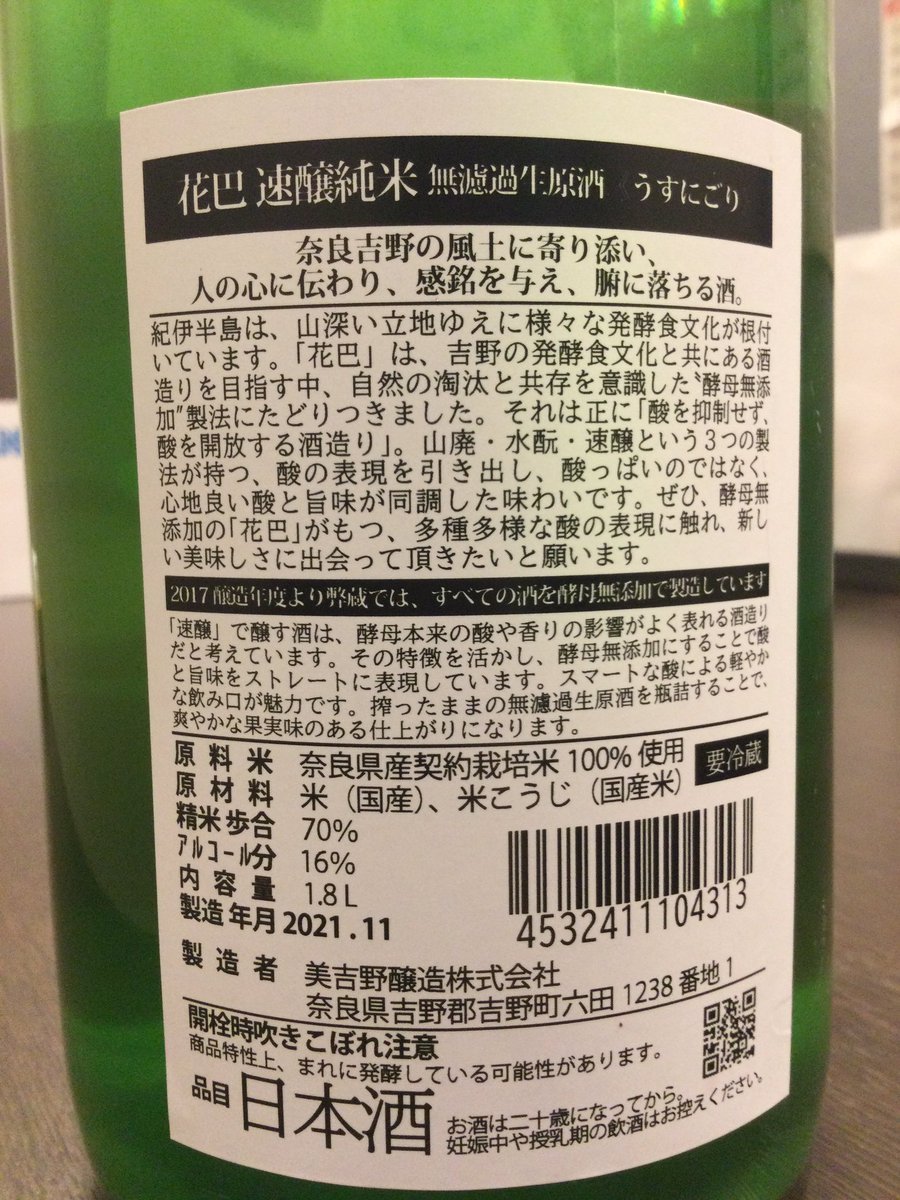 花巴 速醸純米 無濾過生原酒 うすにごり
奈良吉野の風土に寄り添い、
人の心に伝わり、感銘を与え、腑に落ちる酒。
紀伊半島は、山深い立地ゆえに様々な発酵食文化が根付
いています。「花巴」は、吉野の発酵食文化と共にある酒
造りを目指す中、自然の淘汰と共存を意識した〝酵母無添
加”製法にたどりつきました。それは正に「酸を抑制せず、
酸を開放する酒造り」。山廃・水酛・速醸という3つの製
法が持つ、酸の表現を引き出し、酸っぱいのではなく、
心地良い酸と旨味が同調した味わいです。ぜひ、酵母無
添加の「花巴」がもつ、多種多様な酸の表現に触れ、新し
い美味しさに出会って頂きたいと願います。
2017 醸造年度より弊蔵では、すべての酒を酵母無添加で製造しています
「速醸」で醸す酒は、酵母本来の酸や香りの影響がよく表れる酒造り
だと考えています。その特徴を活かし、酵母無添加にすることで酸
と旨味をストレートに表現しています。スマートな酸による軽やか
な飲み口が魅力です。搾ったままの無濾過生原酒を瓶詰することで、
爽やかな果実味のある仕上がりになります。
原料米 奈良県産契約栽培米 100% 使用 要冷蔵
原材料 米（国産）、米こうじ（国産米）
精米歩合 70%
アルコール分 16%
内容量 1.8L
製造年月 2021.11
4532411104313
製造者 美吉野醸造株式会社
奈良県吉野郡吉野町六田 1238 番地 1
開栓時吹きこぼれ注意
商品特性上、まれに発酵している可能性があります。
品目 日本酒
お酒は二十歳になってから。
妊娠中や授乳期の飲酒はお控えください。